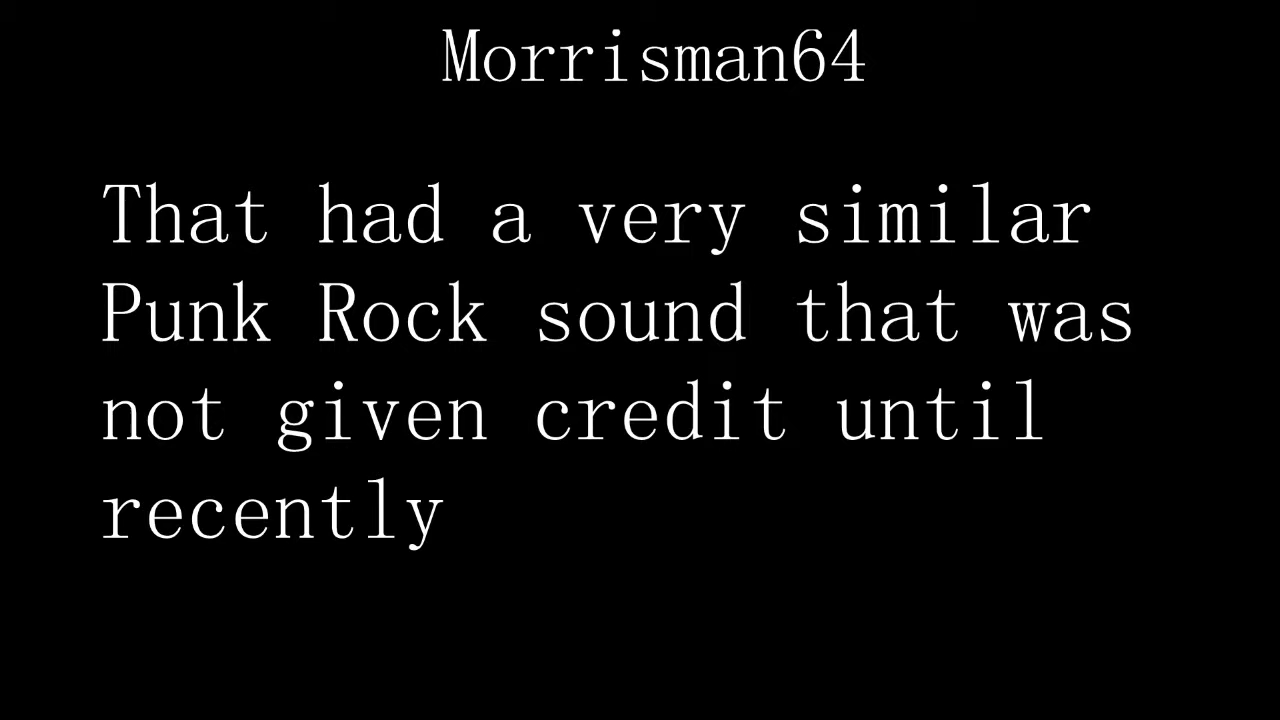 Morrisman64
That had a very similar
Punk Rock sound that was
not given credit until
recently